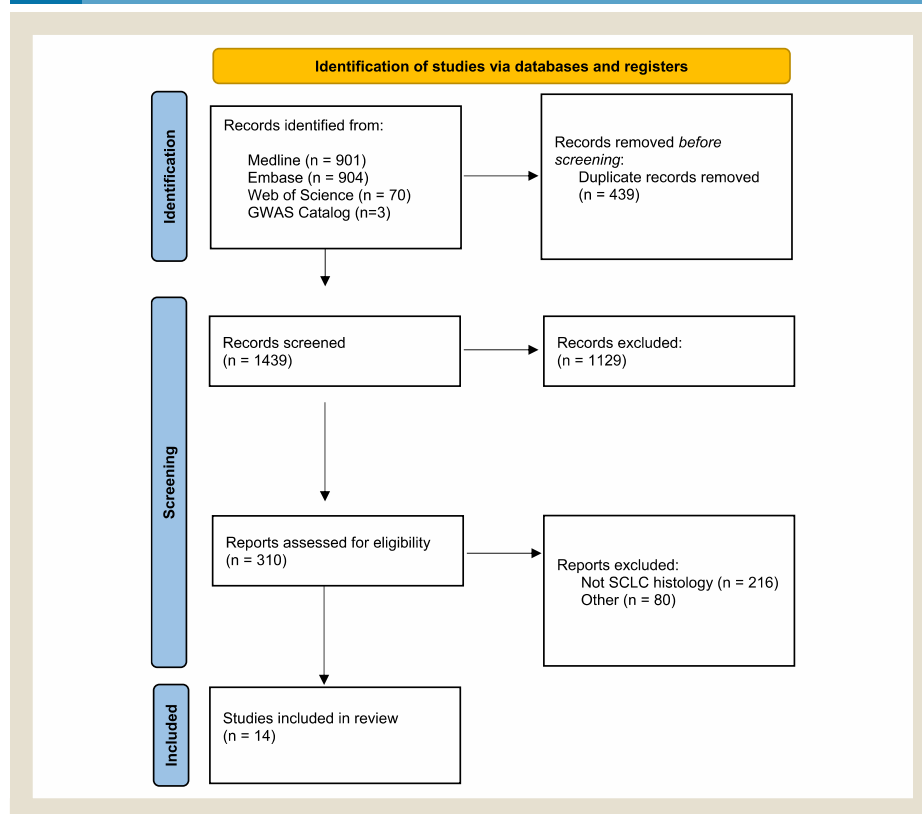 Identification of studies via databases and registers
Identification
Records identified from:
Medline (n = 901)
Embase (n = 904)
Web of Science (n = 70)
GWAS Catalog (n=3)
Records removed before
screening:
Duplicate records removed
(n = 439)
Screening
Records screened
(n = 1439)
Records excluded:
(n = 1129)
Reports assessed for eligibility
(n = 310)
Reports excluded:
Not SCLC histology (n = 216)
Other (n = 80)
Included
Studies included in review
(n = 14)